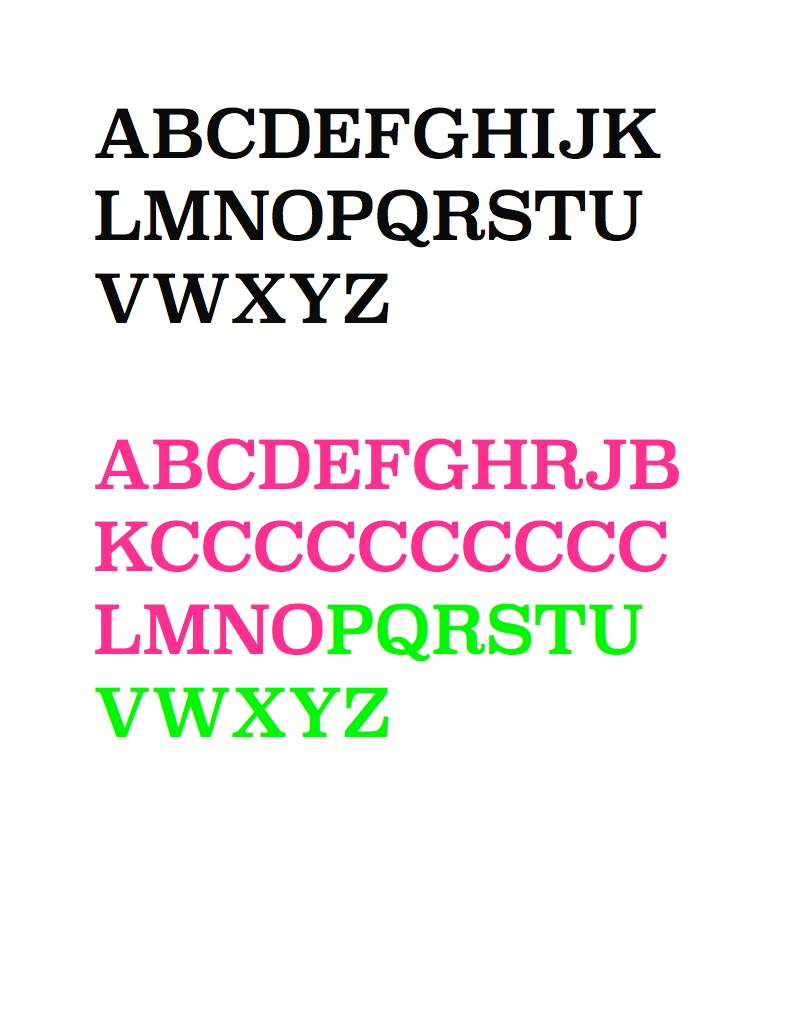 ABCDEFGHIJK
LMNOPQRSTU
VWXYZ
ABCDEFGHRJB
KCCCCCCCCCC
LMNOPQRSTU
VWXYZ